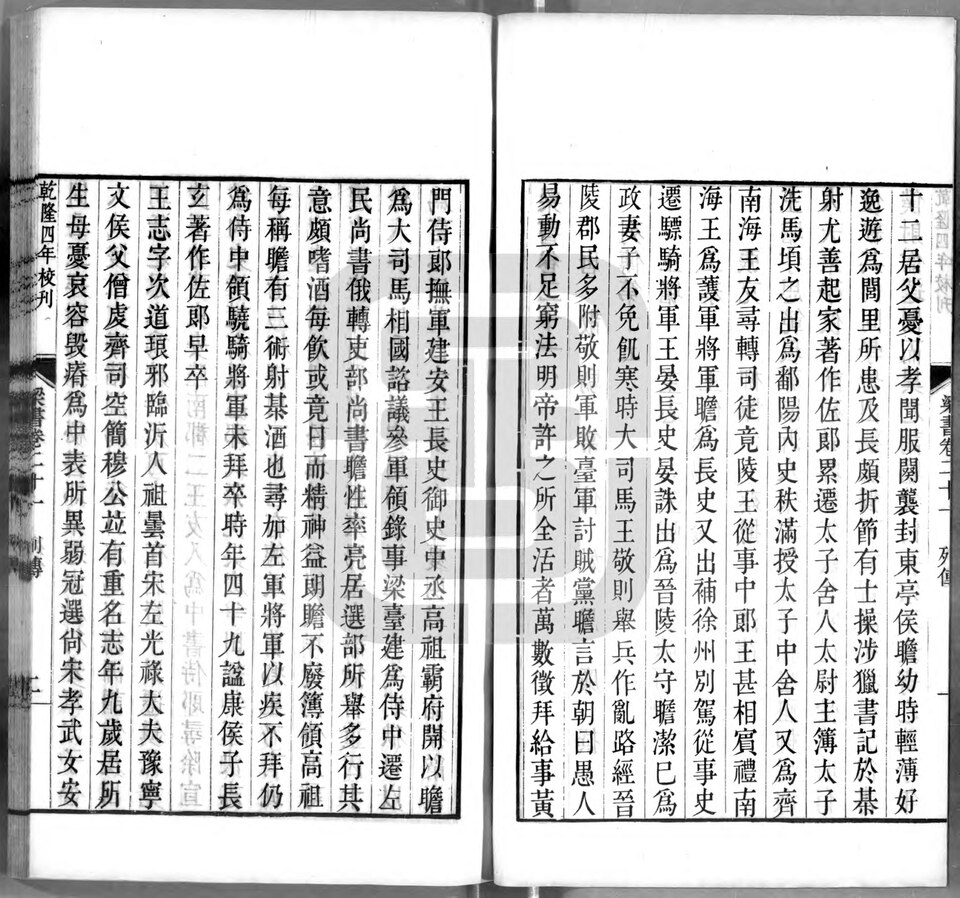 十二居父憂以孝聞服闋襲封東亭侯瞻幼時輕薄好
逸遊爲閭里所患及長頗折節有士操涉獵書記於棊
射尤善起家著作佐郞累遷太子舍人太尉主簿太子
洗馬頃之出爲鄱陽內史秩滿授太子中舍人又爲齊
南海王友尋轉司徒竟陵王從事中郞王甚相賓禮南
海王爲護軍將軍瞻爲長史又出補徐州別駕從事史
遷驃騎將軍王晏長史晏誅出爲晉陵太守瞻潔已爲
政妻子不免飢寒時大司馬王敬則舉兵作亂路經晉
陵郡民多附敬則軍敗臺軍討賊黨瞻言於朝曰愚人
易動不足窮法明帝許之所全活者萬數徵拜給事黃
梁書卷二十一
列傳
一
門侍郞撫軍建安王長史御史中丞高祖霸府開以瞻
爲大司馬相國諮議參軍領錄事梁臺建爲侍中遷左
民尚書俄轉吏部尚書瞻性率亮居選部所舉多行其
意頗嗜酒每飮或竟日而精神益朗瞻不廢簿領高祖
每稱瞻有三術射棊酒也尋加左軍將軍以疾不拜仍
爲侍中領驍騎將軍未拜卒時年四十九諡康侯子長
玄著作佐郞早卒
王志字次道琅邪臨沂人祖曇首宋左光祿大夫豫寧
文侯父僧虔齊司空簡穆公並有重名志年九歲居所
生母憂哀容毀瘠爲中表所異弱冠選尚宋孝武女安
乾隆四年校刊
梁書卷二十一
列傳